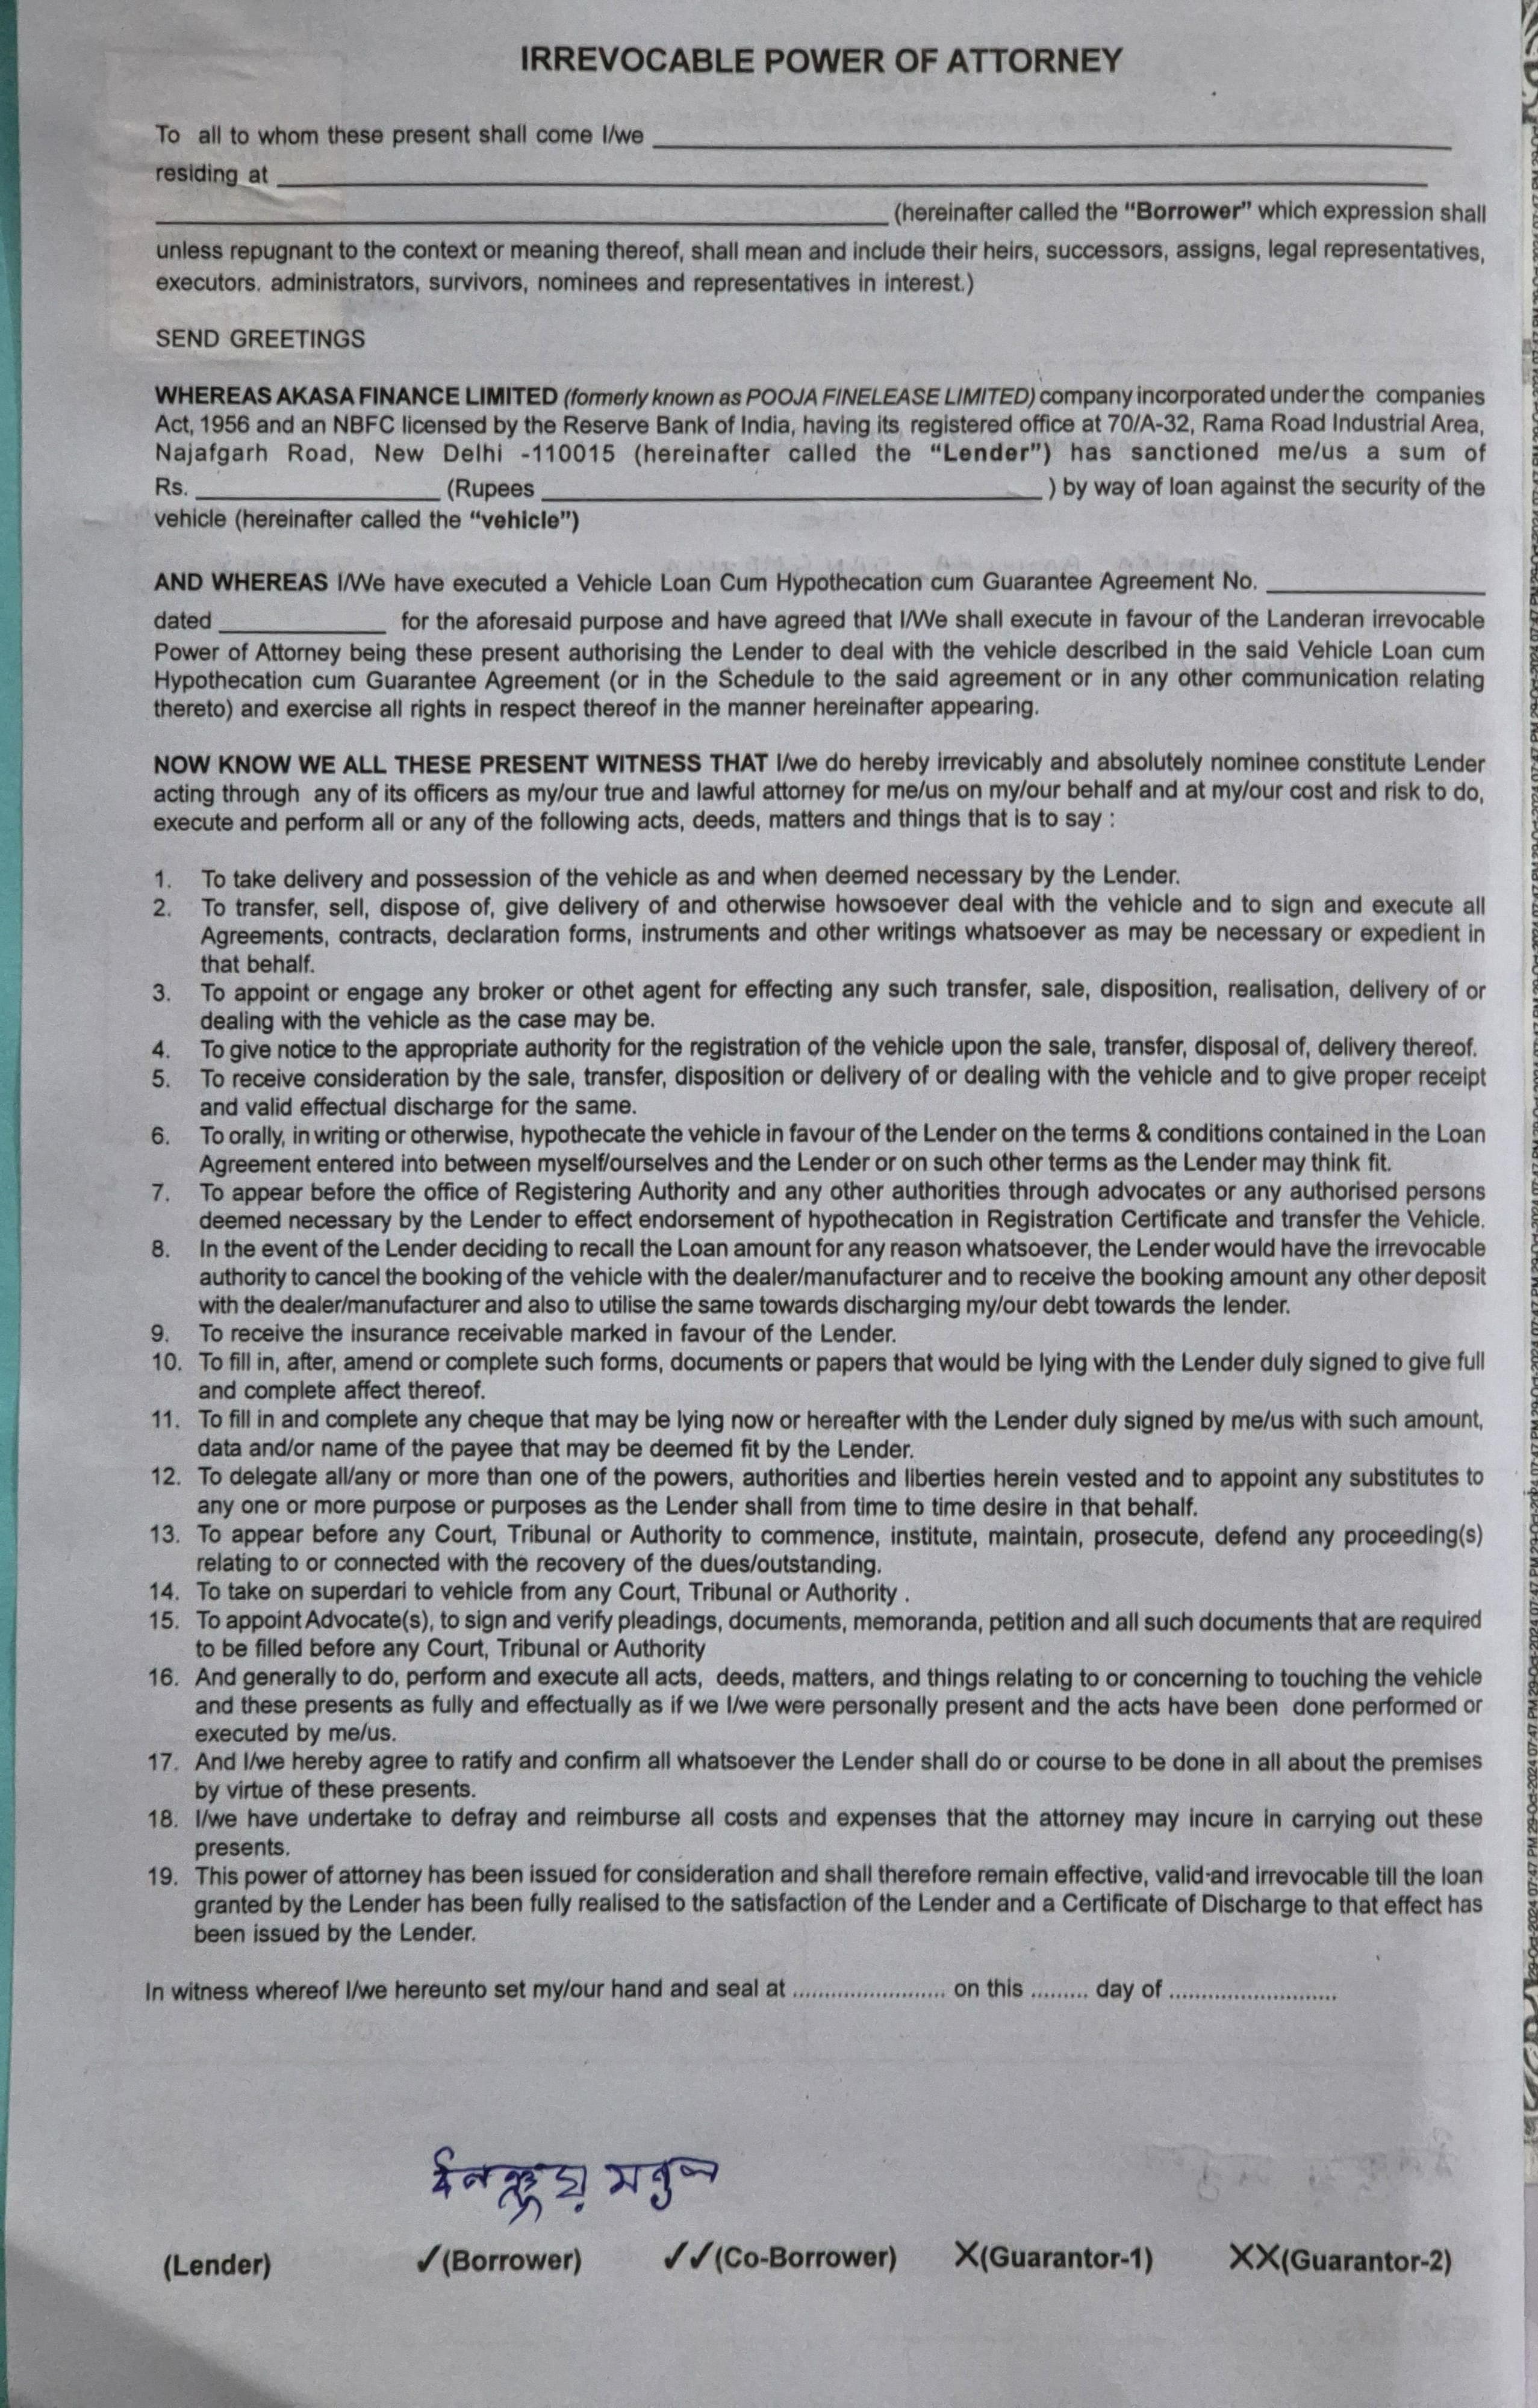 IRREVOCABLE POWER OF ATTORNEY
To all to whom these present shall come I/we
residing at
(hereinafter called the “Borrower” which expression shall
unless repugnant to the context or meaning thereof, shall mean and include their heirs, successors, assigns, legal representatives,
executors. administrators, survivors, nominees and representatives in interest.)
SEND GREETINGS
WHEREAS AKASA FINANCE LIMITED (formerly known as POOJA FINELEASE LIMITED) company incorporated under the companies
Act, 1956 and an NBFC licensed by the Reserve Bank of India, having its registered office at 70/A-32, Rama Road Industrial Area,
Najafgarh Road, New Delhi -110015 (hereinafter called the “Lender”) has sanctioned me/us a sum of
Rs. (Rupees ) by way of loan against the security of the
vehicle (hereinafter called the “vehicle”)
AND WHEREAS I/We have executed a Vehicle Loan Cum Hypothecation cum Guarantee Agreement No.
dated for the aforesaid purpose and have agreed that I/We shall execute in favour of the Landeran irrevocable
Power of Attorney being these present authorising the Lender to deal with the vehicle described in the said Vehicle Loan cum
Hypothecation cum Guarantee Agreement (or in the Schedule to the said agreement or in any other communication relating
thereto) and exercise all rights in respect thereof in the manner hereinafter appearing.
NOW KNOW WE ALL THESE PRESENT WITNESS THAT I/we do hereby irrevicably and absolutely nominee constitute Lender
acting through any of its officers as my/our true and lawful attorney for me/us on my/our behalf and at my/our cost and risk to do,
execute and perform all or any of the following acts, deeds, matters and things that is to say :
1. To take delivery and possession of the vehicle as and when deemed necessary by the Lender.
2. To transfer, sell, dispose of, give delivery of and otherwise howsoever deal with the vehicle and to sign and execute all
Agreements, contracts, declaration forms, instruments and other writings whatsoever as may be necessary or expedient in
that behalf.
3. To appoint or engage any broker or othet agent for effecting any such transfer, sale, disposition, realisation, delivery of or
dealing with the vehicle as the case may be.
4. To give notice to the appropriate authority for the registration of the vehicle upon the sale, transfer, disposal of, delivery thereof.
5. To receive consideration by the sale, transfer, disposition or delivery of or dealing with the vehicle and to give proper receipt
and valid effectual discharge for the same.
6. To orally, in writing or otherwise, hypothecate the vehicle in favour of the Lender on the terms & conditions contained in the Loan
Agreement entered into between myself/ourselves and the Lender or on such other terms as the Lender may think fit.
7. To appear before the office of Registering Authority and any other authorities through advocates or any authorised persons
deemed necessary by the Lender to effect endorsement of hypothecation in Registration Certificate and transfer the Vehicle.
8. In the event of the Lender deciding to recall the Loan amount for any reason whatsoever, the Lender would have the irrevocable
authority to cancel the booking of the vehicle with the dealer/manufacturer and to receive the booking amount any other deposit
with the dealer/manufacturer and also to utilise the same towards discharging my/our debt towards the lender.
9. To receive the insurance receivable marked in favour of the Lender.
10. To fill in, after, amend or complete such forms, documents or papers that would be lying with the Lender duly signed to give full
and complete affect thereof.
11. To fill in and complete any cheque that may be lying now or hereafter with the Lender duly signed by me/us with such amount,
data and/or name of the payee that may be deemed fit by the Lender.
12. To delegate all/any or more than one of the powers, authorities and liberties herein vested and to appoint any substitutes to
any one or more purpose or purposes as the Lender shall from time to time desire in that behalf.
13. To appear before any Court, Tribunal or Authority to commence, institute, maintain, prosecute, defend any proceeding(s)
relating to or connected with the recovery of the dues/outstanding.
14. To take on superdari to vehicle from any Court, Tribunal or Authority .
15. To appoint Advocate(s), to sign and verify pleadings, documents, memoranda, petition and all such documents that are required
to be filled before any Court, Tribunal or Authority
16. And generally to do, perform and execute all acts, deeds, matters, and things relating to or concerning to touching the vehicle
and these presents as fully and effectually as if we I/we were personally present and the acts have been done performed or
executed by me/us.
17. And I/we hereby agree to ratify and confirm all whatsoever the Lender shall do or course to be done in all about the premises
by virtue of these presents.
18. I/we have undertake to defray and reimburse all costs and expenses that the attorney may incure in carrying out these
presents.
19. This power of attorney has been issued for consideration and shall therefore remain effective, valid and irrevocable till the loan
granted by the Lender has been fully realised to the satisfaction of the Lender and a Certificate of Discharge to that effect has
been issued by the Lender.
In witness whereof I/we hereunto set my/our hand and seal at ........................ on this ......... day of ..........................
(Lender) ✓(Borrower) ✓✓(Co-Borrower) X(Guarantor-1) XX(Guarantor-2)